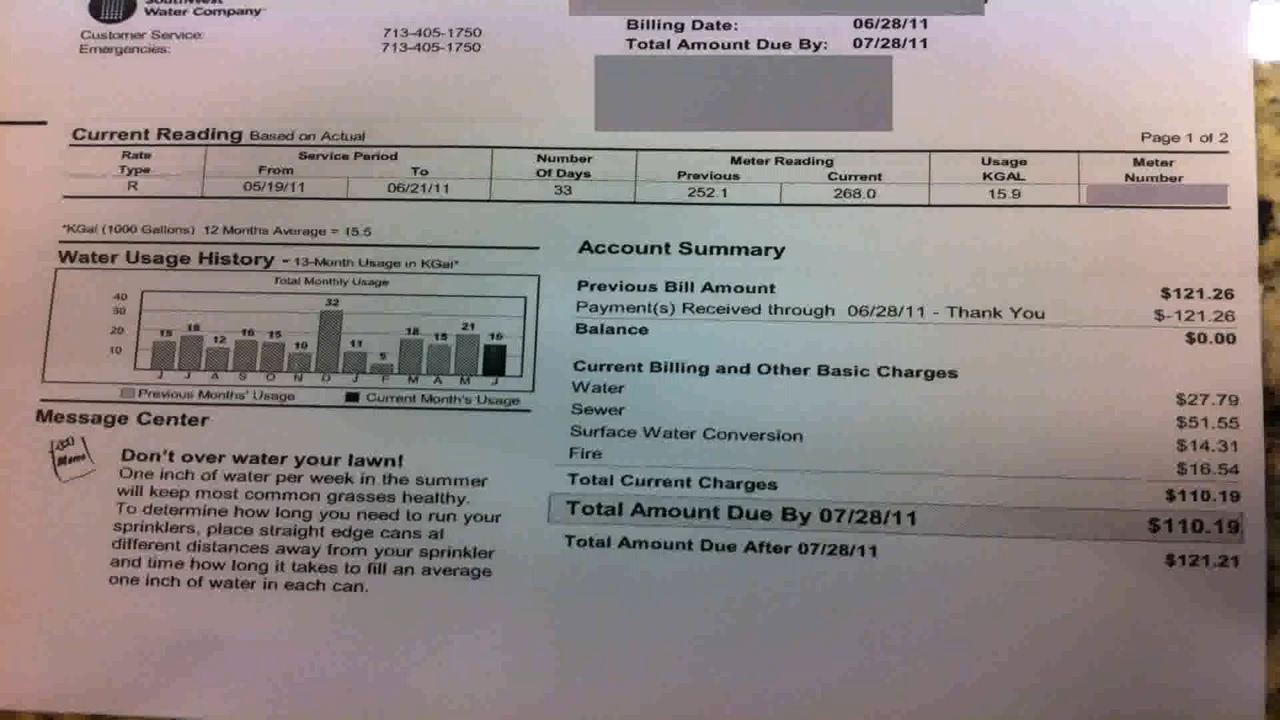 Southwest
Water Company
Customer Service: 713-405-1750
Emergencies: 713-405-1750
Billing Date: 06/28/11
Total Amount Due By: 07/28/11
Current Reading Based on Actual
Page 1 of 2
Rate Type
Service Period
From
To
Number Of Days
Meter Reading
Previous
Current
Usage KGAL
Meter Number
R 05/19/11 06/21/11 33 252.1 268.0 15.9
*KGal (1000 Gallons) 12 Months Average = 15.5
Water Usage History - 13-Month Usage in KGal*
Total Monthly Usage
40
30
20
10
15 18 12 16 15 10 32 11 5 18 15 21 16
J J A S O N D J F M A M J
Previous Months' Usage Current Month's Usage
Message Center
Memo
Don't over water your lawn!
One inch of water per week in the summer
will keep most common grasses healthy.
To determine how long you need to run your
sprinklers, place straight edge cans at
different distances away from your sprinkler
and time how long it takes to fill an average
one inch of water in each can.
Account Summary
Previous Bill Amount $121.26
Payment(s) Received through 06/28/11 - Thank You $-121.26
Balance $0.00
Current Billing and Other Basic Charges
Water $27.79
Sewer $51.55
Surface Water Conversion $14.31
Fire $16.54
Total Current Charges $110.19
Total Amount Due By 07/28/11 $110.19
Total Amount Due After 07/28/11 $121.21